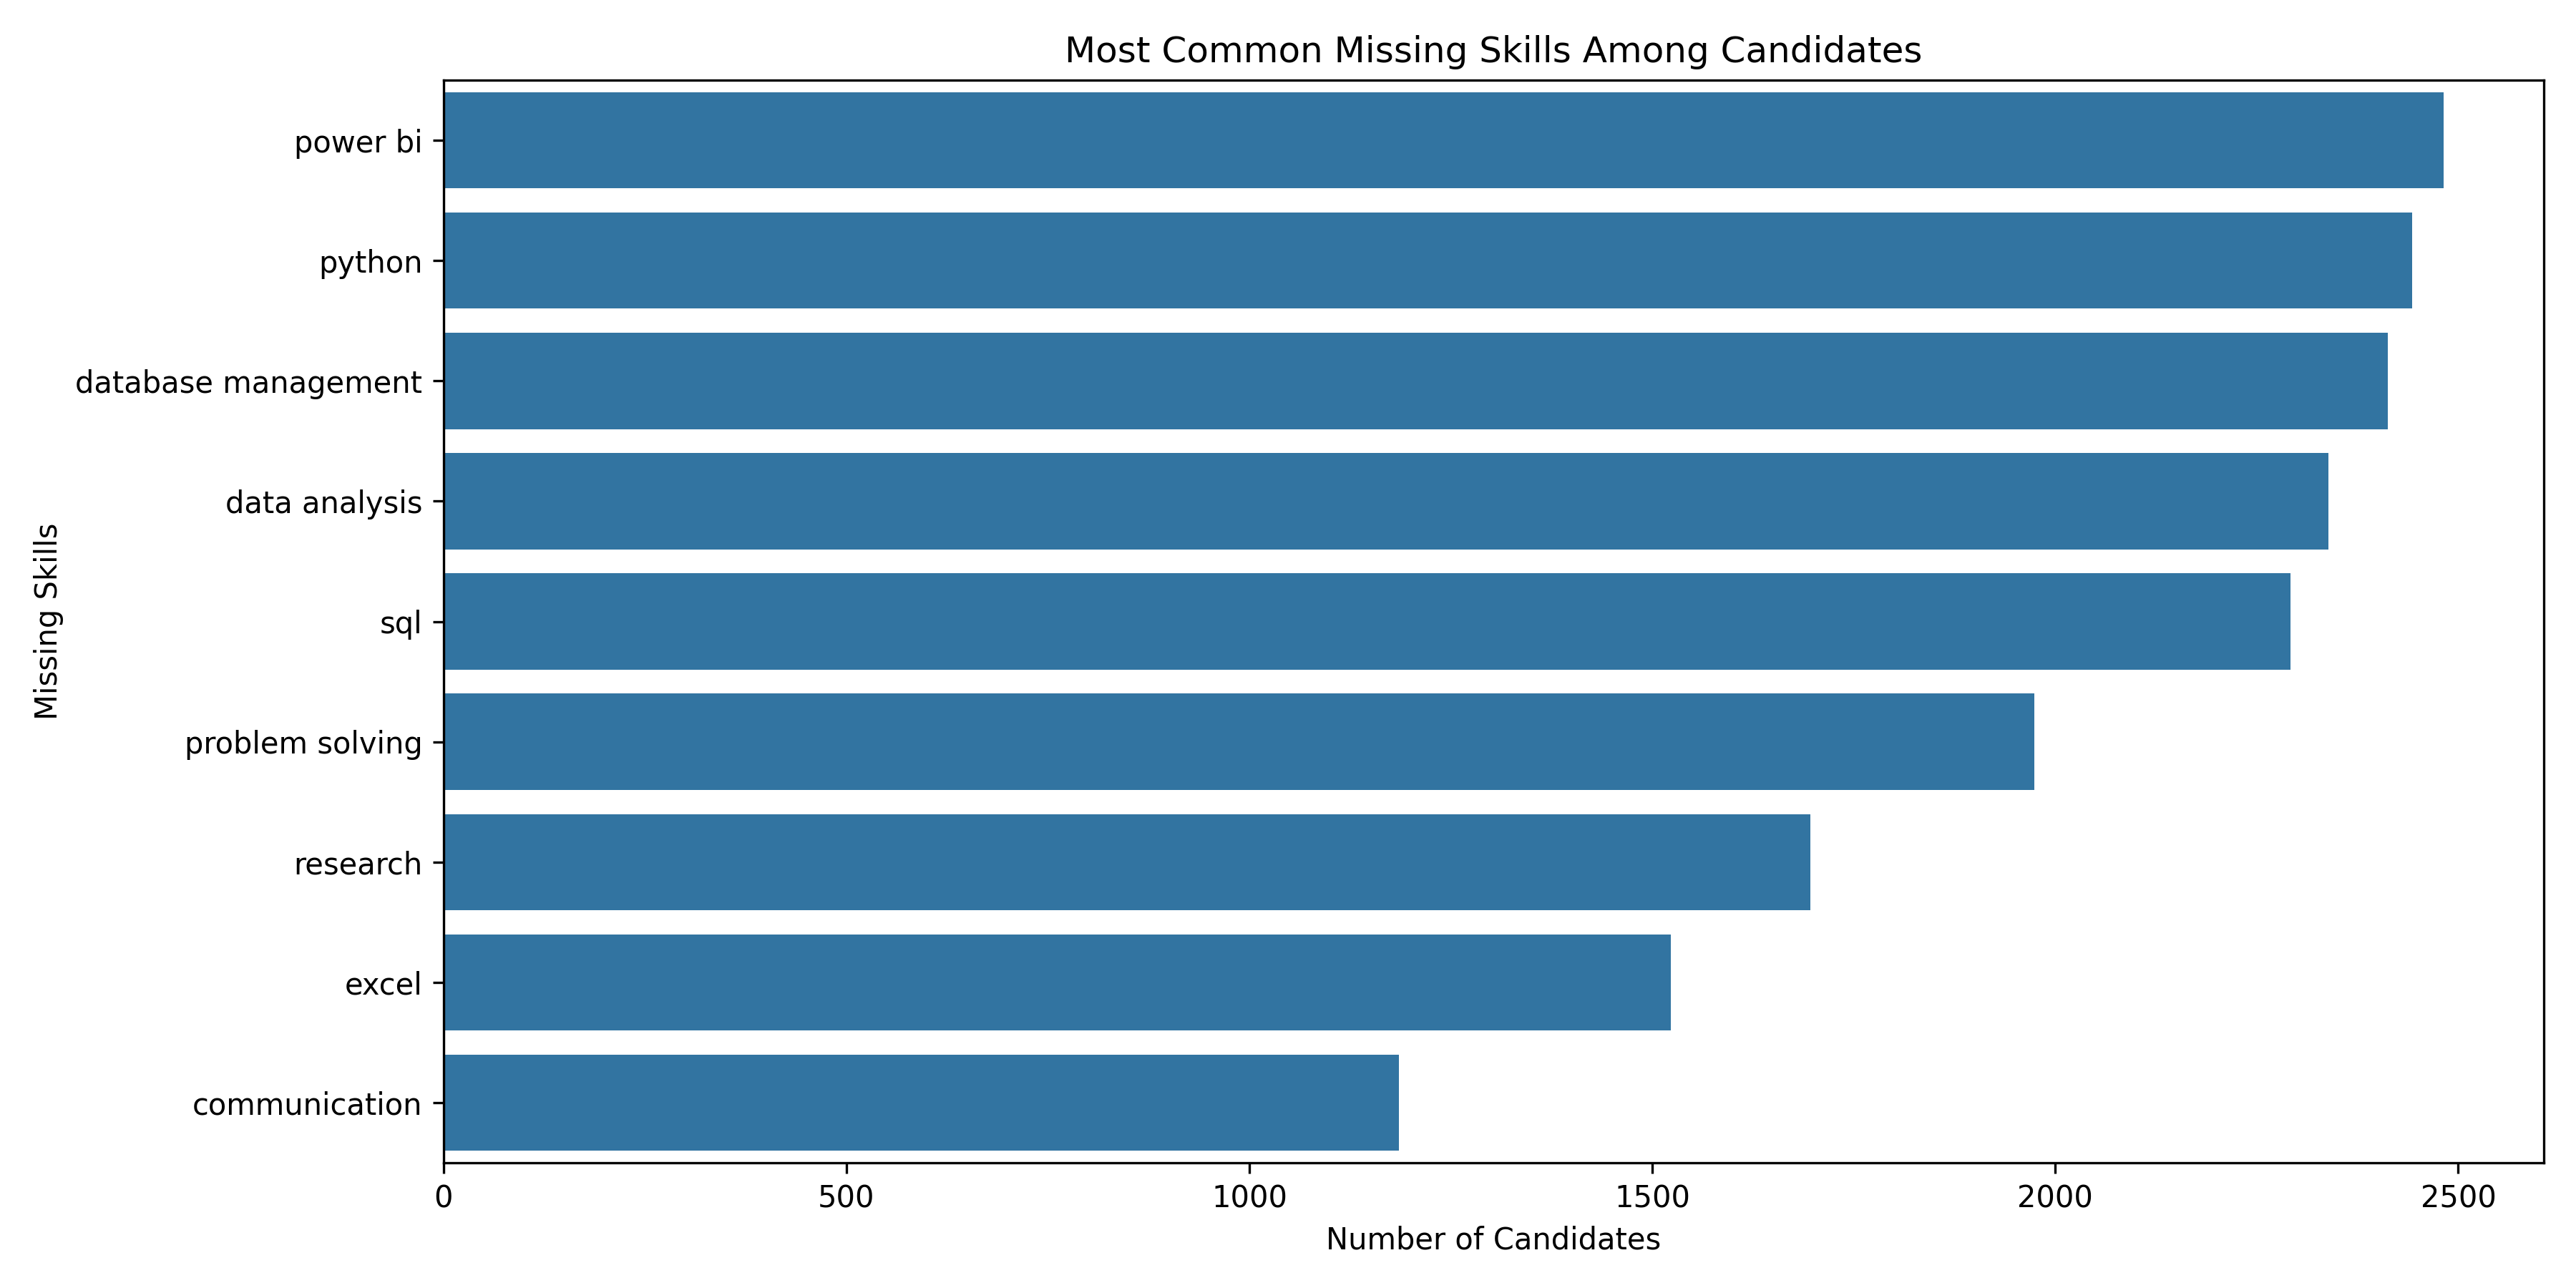 Most Common Missing Skills Among Candidates
Missing Skills
power bi
python
database management
data analysis
sql
problem solving
research
excel
communication
0 500 1000 1500 2000 2500
Number of Candidates